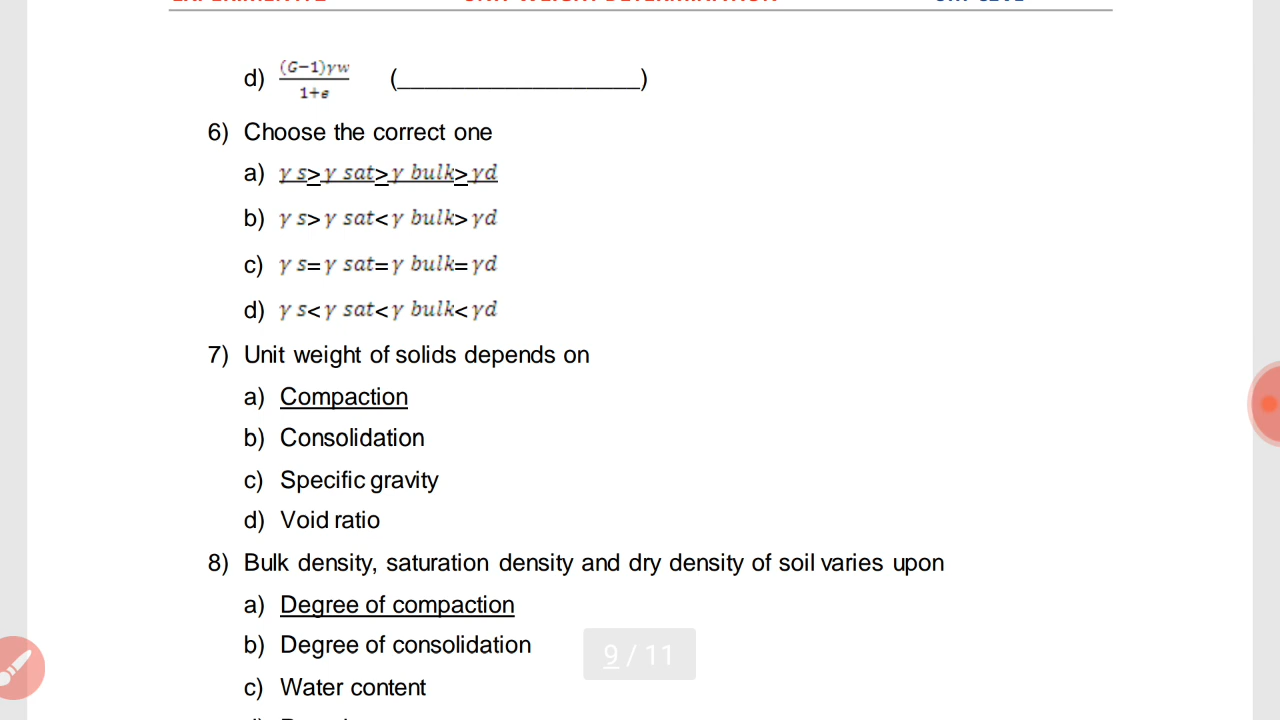 d) (G−1)γw / 1+e (__________________)
6) Choose the correct one
a) γ s>γ sat>γ bulk>γd
b) γ s>γ sat<γ bulk>γd
c) γ s=γ sat=γ bulk=γd
d) γ s<γ sat<γ bulk<γd
7) Unit weight of solids depends on
a) Compaction
b) Consolidation
c) Specific gravity
d) Void ratio
8) Bulk density, saturation density and dry density of soil varies upon
a) Degree of compaction
b) Degree of consolidation
9 / 11
c) Water content